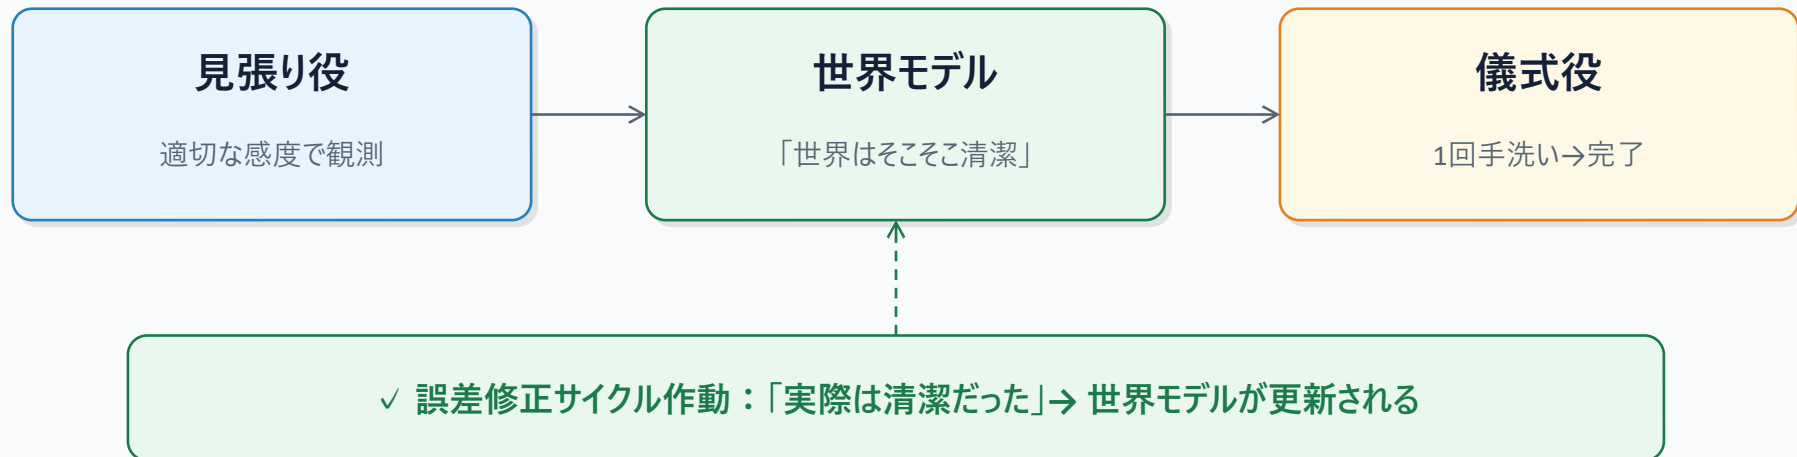 見張り役
適切な感度で観測
世界モデル
「世界はそこそこ清潔」
儀式役
1回手洗い→完了
✓ 誤差修正サイクル作動：「実際は清潔だった」→ 世界モデルが更新される